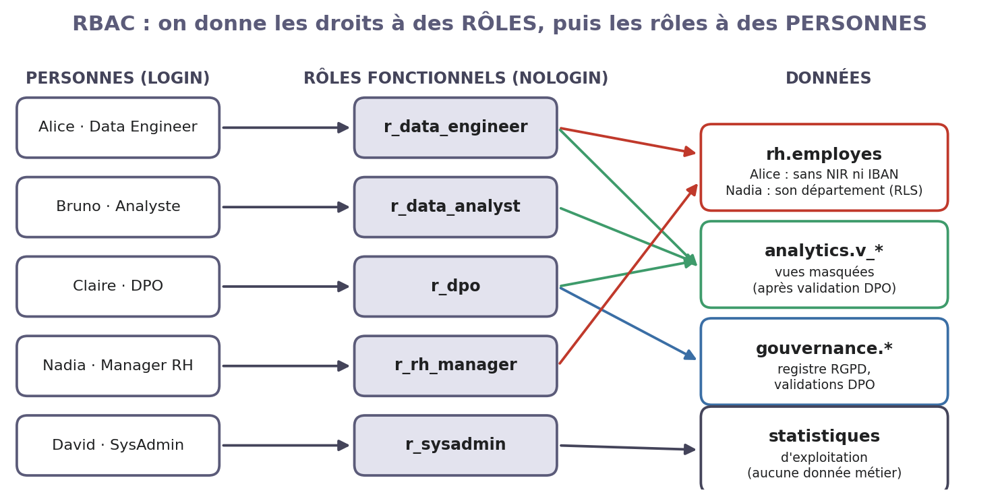 RBAC : on donne les droits à des RÔLES, puis les rôles à des PERSONNES
PERSONNES (LOGIN)
RÔLES FONCTIONNELS (NOLOGIN)
DONNÉES
Alice · Data Engineer
Bruno · Analyste
Claire · DPO
Nadia · Manager RH
David · SysAdmin
r_data_engineer
r_data_analyst
r_dpo
r_rh_manager
r_sysadmin
rh.employes
Alice : sans NIR ni IBAN
Nadia : son département (RLS)
analytics.v_*
vues masquées
(après validation DPO)
gouvernance.*
registre RGPD,
validations DPO
statistiques
d'exploitation
(aucune donnée métier)